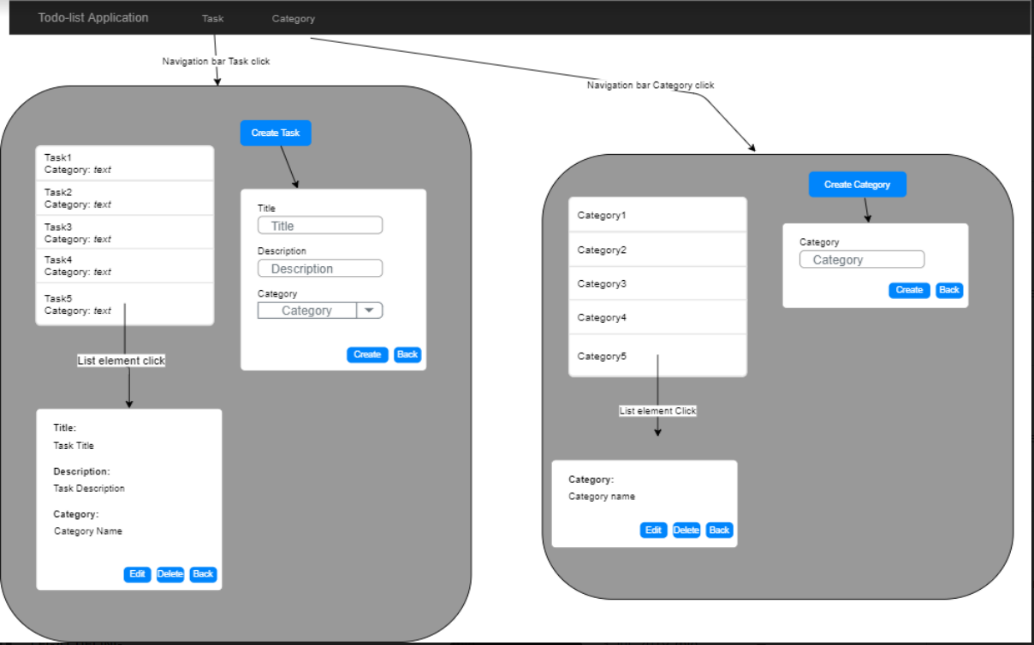 Todo-list Application
Task
Category
Navigation bar Task click
Navigation bar Category click
Create Task
Task1
Category: text
Task2
Category: text
Task3
Category: text
Task4
Category: text
Task5
Category: text
List element click
Title
Title
Description
Description
Category
Category
Create
Back
Title:
Task Title
Description:
Task Description
Category:
Category Name
Edit
Delete
Back
Create Category
Category1
Category2
Category3
Category4
Category5
List element Click
Category
Category
Create
Back
Category:
Category name
Edit
Delete
Back